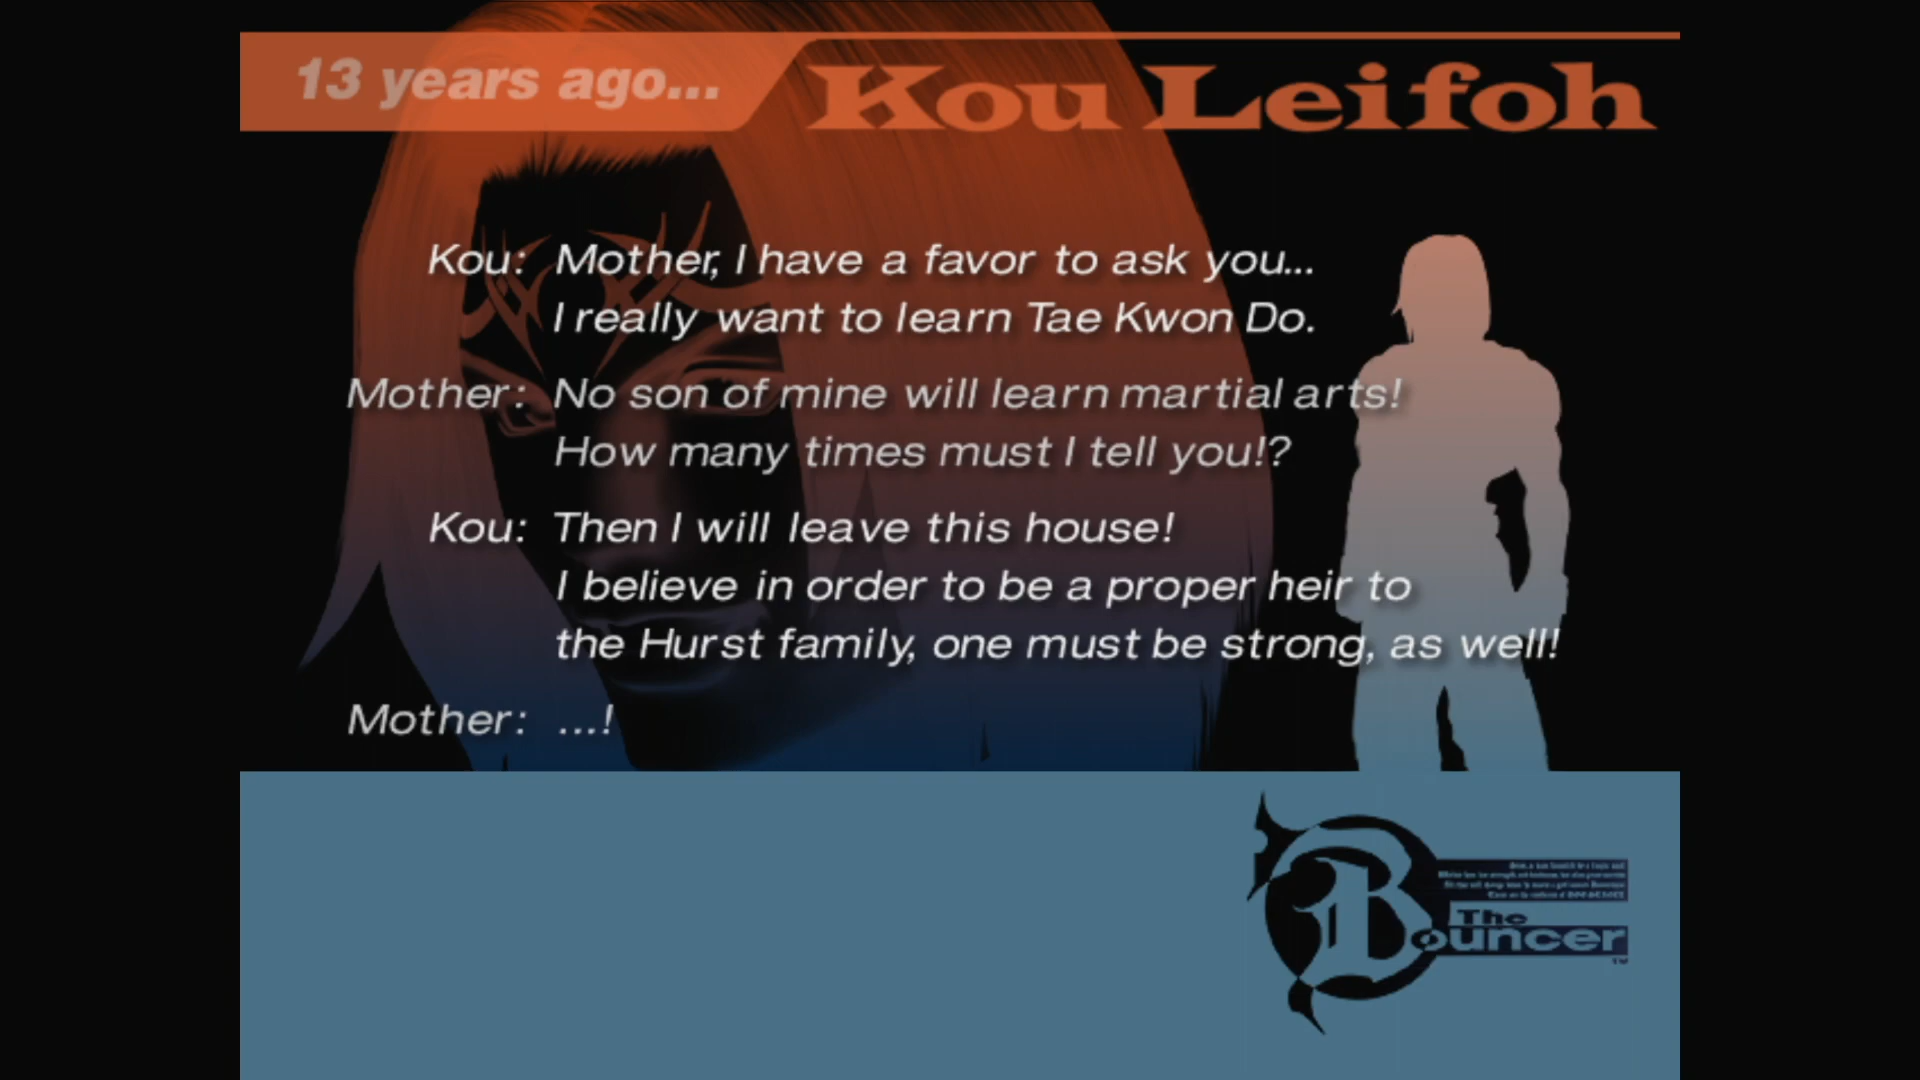 13 years ago...
Kou Leifoh
Kou: Mother, I have a favor to ask you...
I really want to learn Tae Kwon Do.
Mother: No son of mine will learn martial arts!
How many times must I tell you!?
Kou: Then I will leave this house!
I believe in order to be a proper heir to
the Hurst family, one must be strong, as well!
Mother: ...!
The
Bouncer
TM